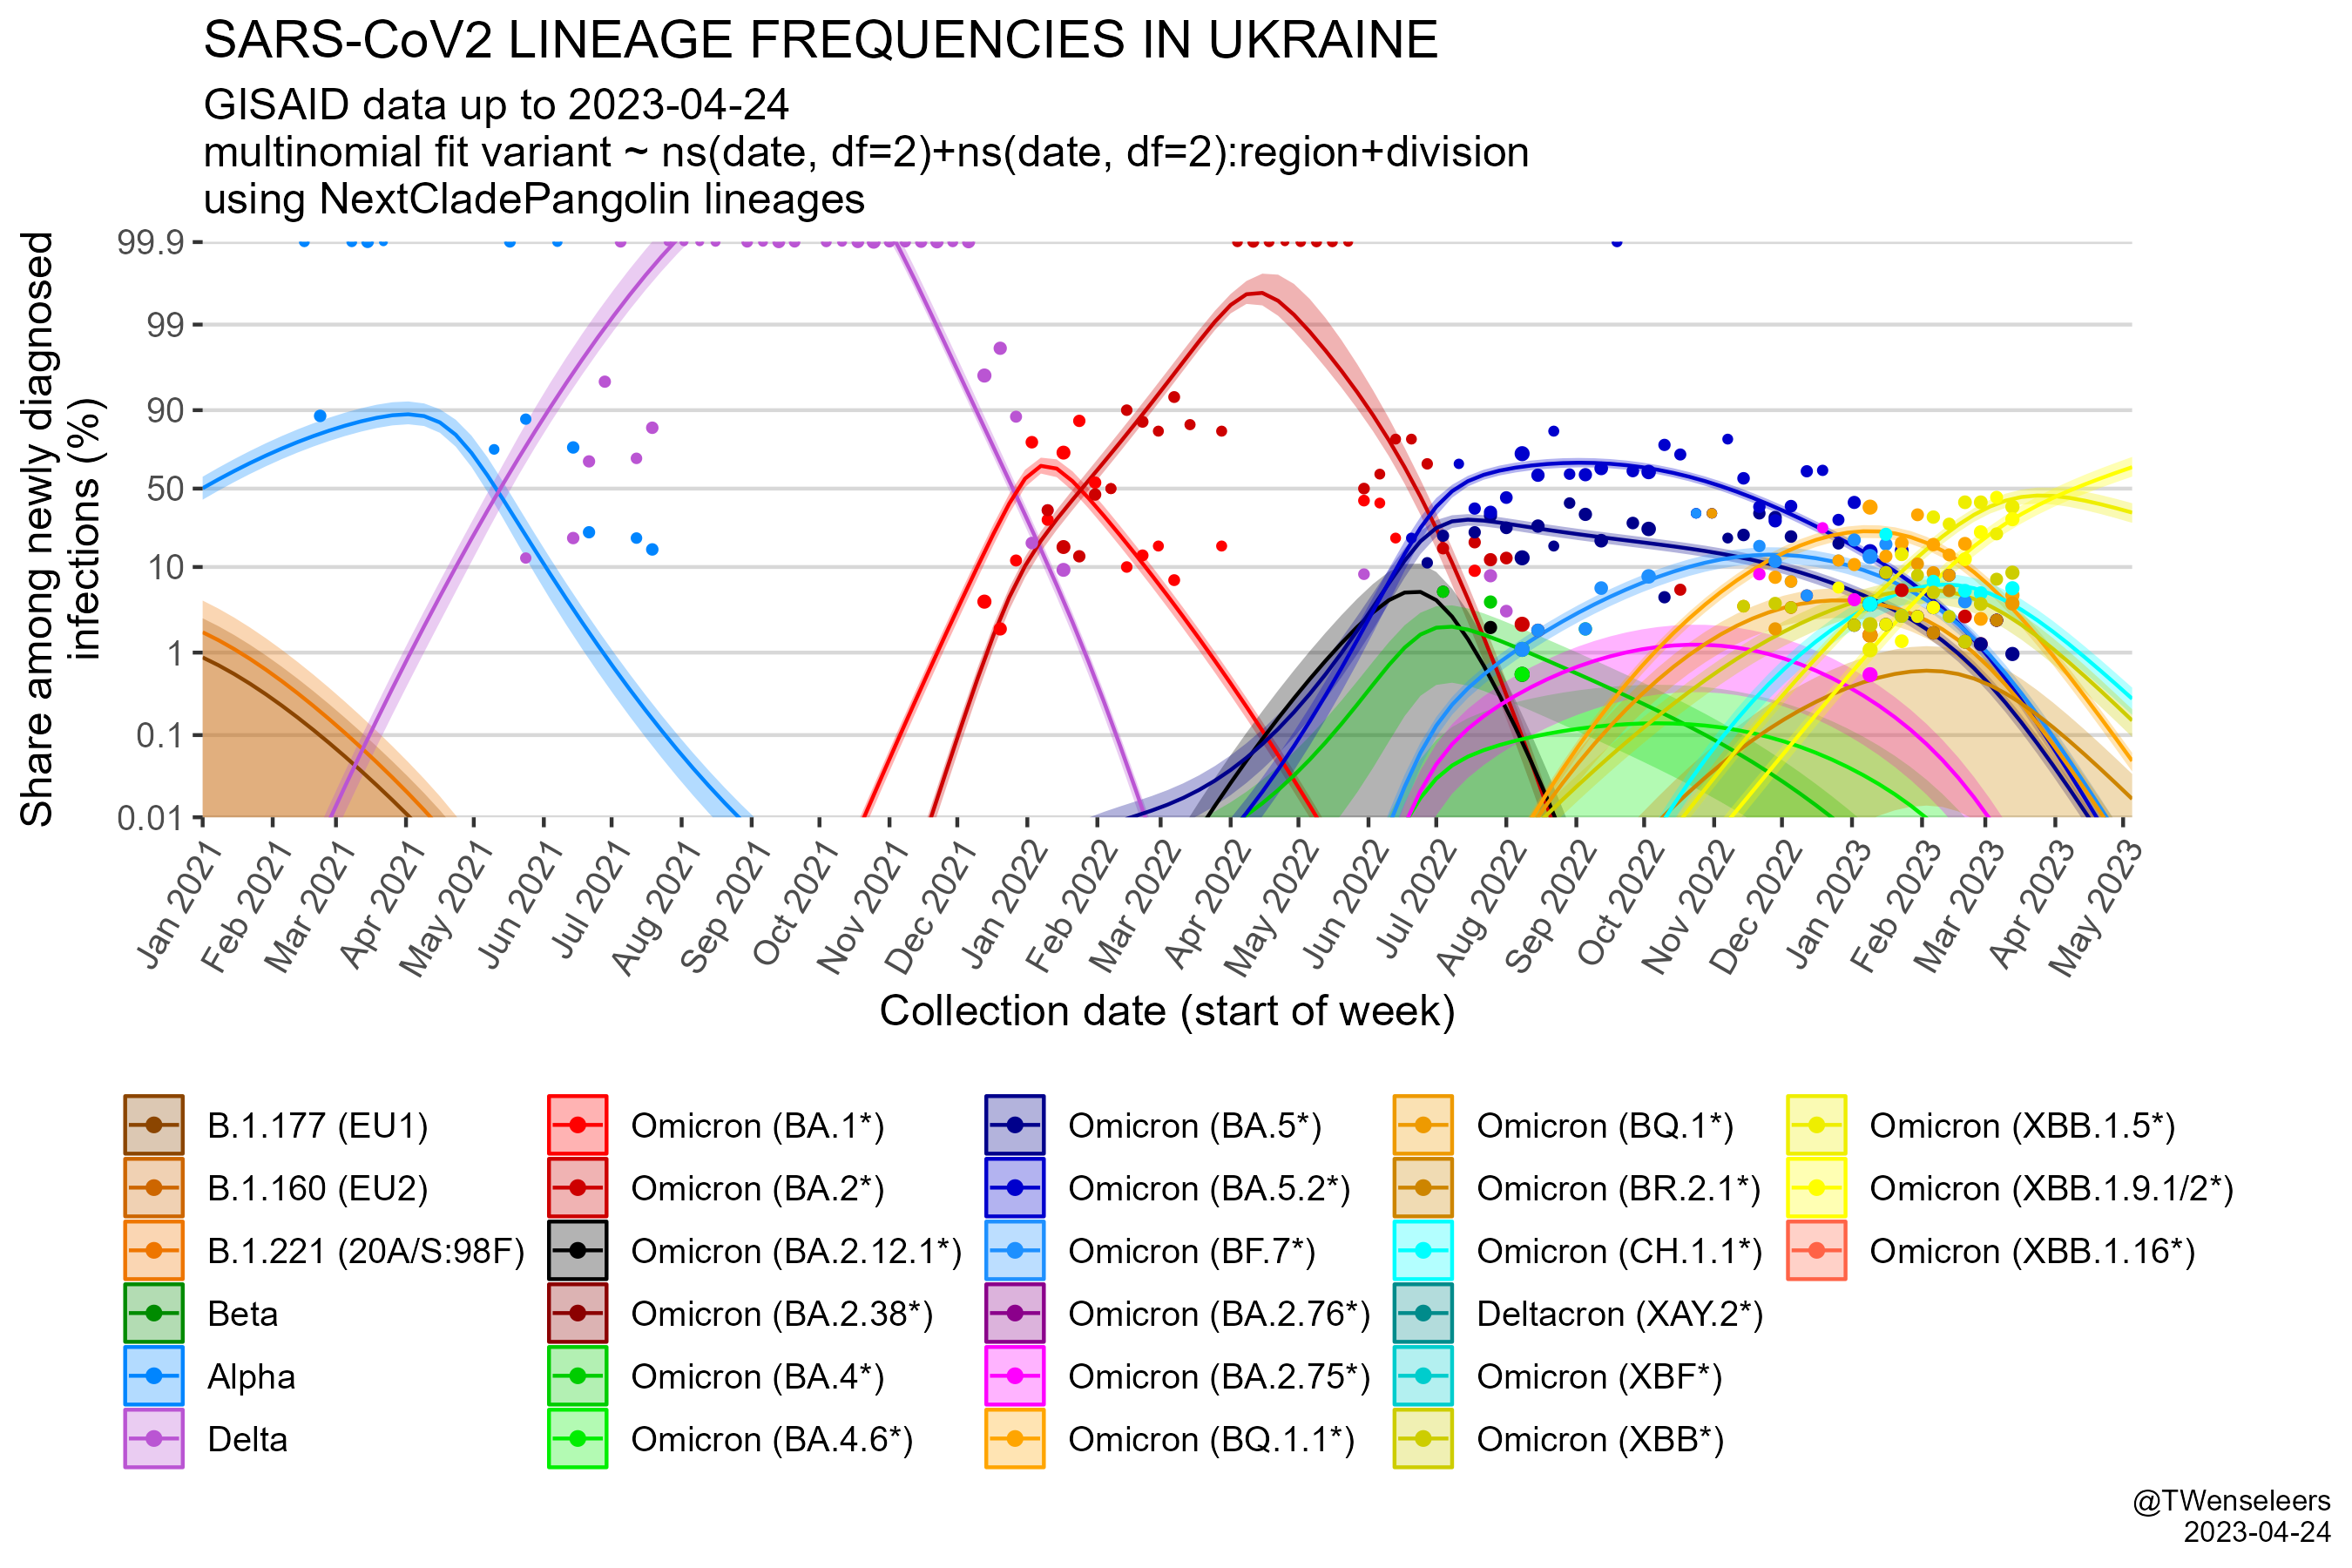 SARS-CoV2 LINEAGE FREQUENCIES IN UKRAINE
GISAID data up to 2023-04-24
multinomial fit variant ~ ns(date, df=2)+ns(date, df=2):region+division
using NextCladePangolin lineages
Share among newly diagnosed
infections (%)
99.9
99
90
50
10
1
0.1
0.01
Jan 2021
Feb 2021
Mar 2021
Apr 2021
May 2021
Jun 2021
Jul 2021
Aug 2021
Sep 2021
Oct 2021
Nov 2021
Dec 2021
Jan 2022
Feb 2022
Mar 2022
Apr 2022
May 2022
Jun 2022
Jul 2022
Aug 2022
Sep 2022
Oct 2022
Nov 2022
Dec 2022
Jan 2023
Feb 2023
Mar 2023
Apr 2023
May 2023
Collection date (start of week)
B.1.177 (EU1)
B.1.160 (EU2)
B.1.221 (20A/S:98F)
Beta
Alpha
Delta
Omicron (BA.1*)
Omicron (BA.2*)
Omicron (BA.2.12.1*)
Omicron (BA.2.38*)
Omicron (BA.4*)
Omicron (BA.4.6*)
Omicron (BA.5*)
Omicron (BA.5.2*)
Omicron (BF.7*)
Omicron (BA.2.76*)
Omicron (BA.2.75*)
Omicron (BQ.1.1*)
Omicron (BQ.1*)
Omicron (BR.2.1*)
Omicron (CH.1.1*)
Deltacron (XAY.2*)
Omicron (XBF*)
Omicron (XBB*)
Omicron (XBB.1.5*)
Omicron (XBB.1.9.1/2*)
Omicron (XBB.1.16*)
@TWenseleers
2023-04-24